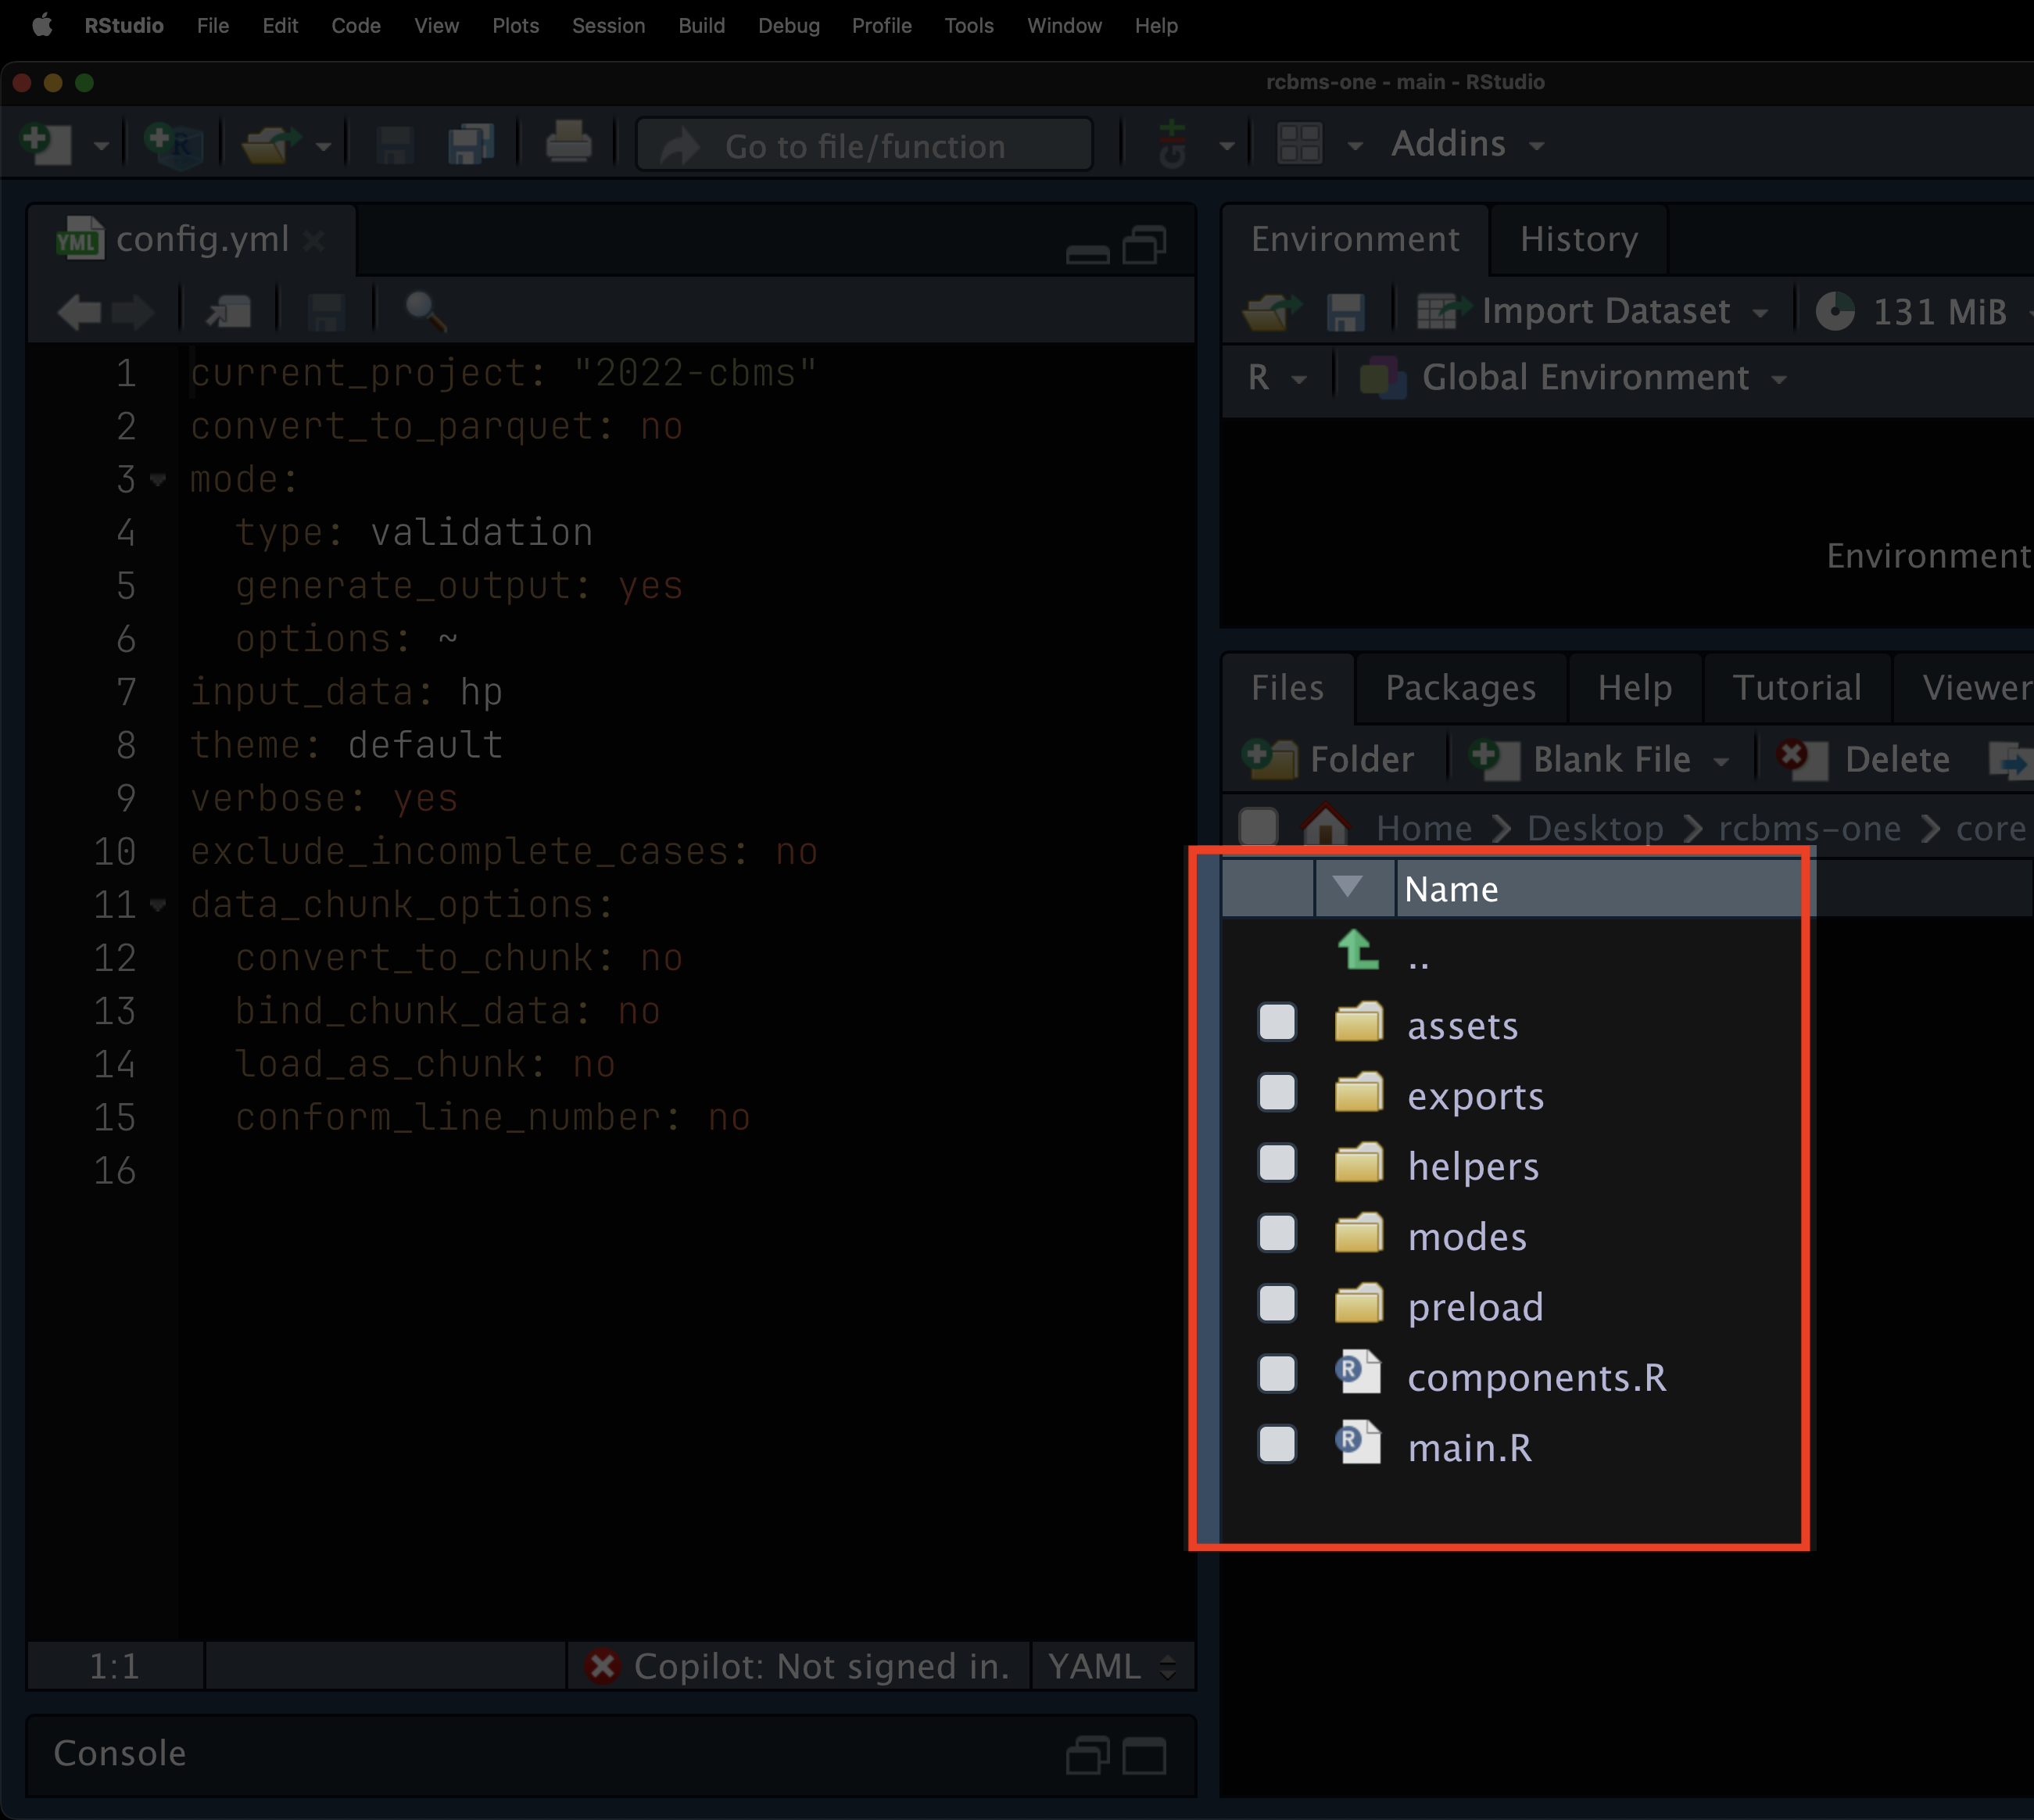 RStudio File Edit Code View Plots Session Build Debug Profile Tools Window Help
rcbms-one - main - RStudio
Go to file/function
Git
Addins
YML config.yml
1 current_project: "2022-cbms"
2 convert_to_parquet: no
3 mode:
4 type: validation
5 generate_output: yes
6 options: ~
7 input_data: hp
8 theme: default
9 verbose: yes
10 exclude_incomplete_cases: no
11 data_chunk_options:
12 convert_to_chunk: no
13 bind_chunk_data: no
14 load_as_chunk: no
15 conform_line_number: no
16
1:1 Copilot: Not signed in. YAML
Console
Environment History
Import Dataset 131 MiB
R Global Environment
Environment
Files Packages Help Tutorial Viewer
Folder Blank File Delete
Home Desktop rcbms-one core
Name
..
assets
exports
helpers
modes
preload
components.R
main.R